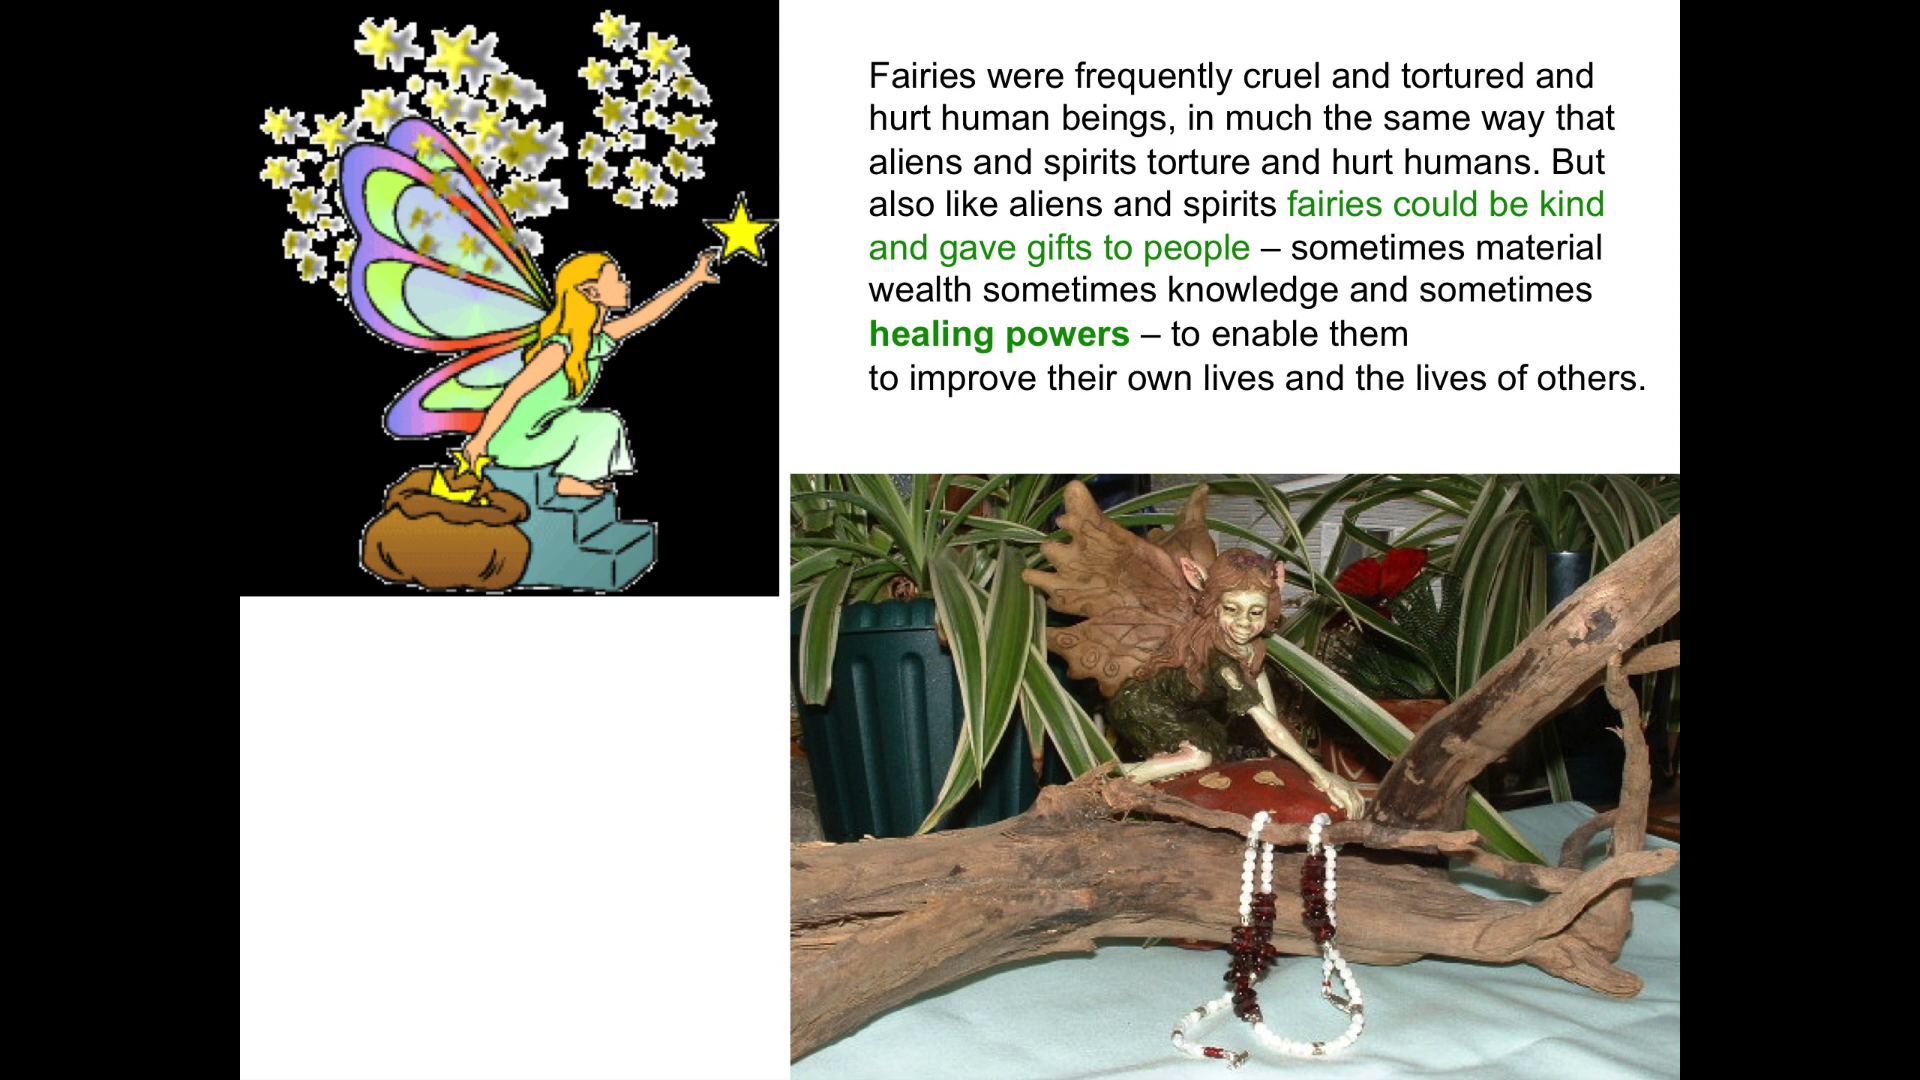 Fairies were frequently cruel and tortured and
hurt human beings, in much the same way that
aliens and spirits torture and hurt humans. But
also like aliens and spirits fairies could be kind
and gave gifts to people – sometimes material
wealth sometimes knowledge and sometimes
healing powers – to enable them
to improve their own lives and the lives of others.